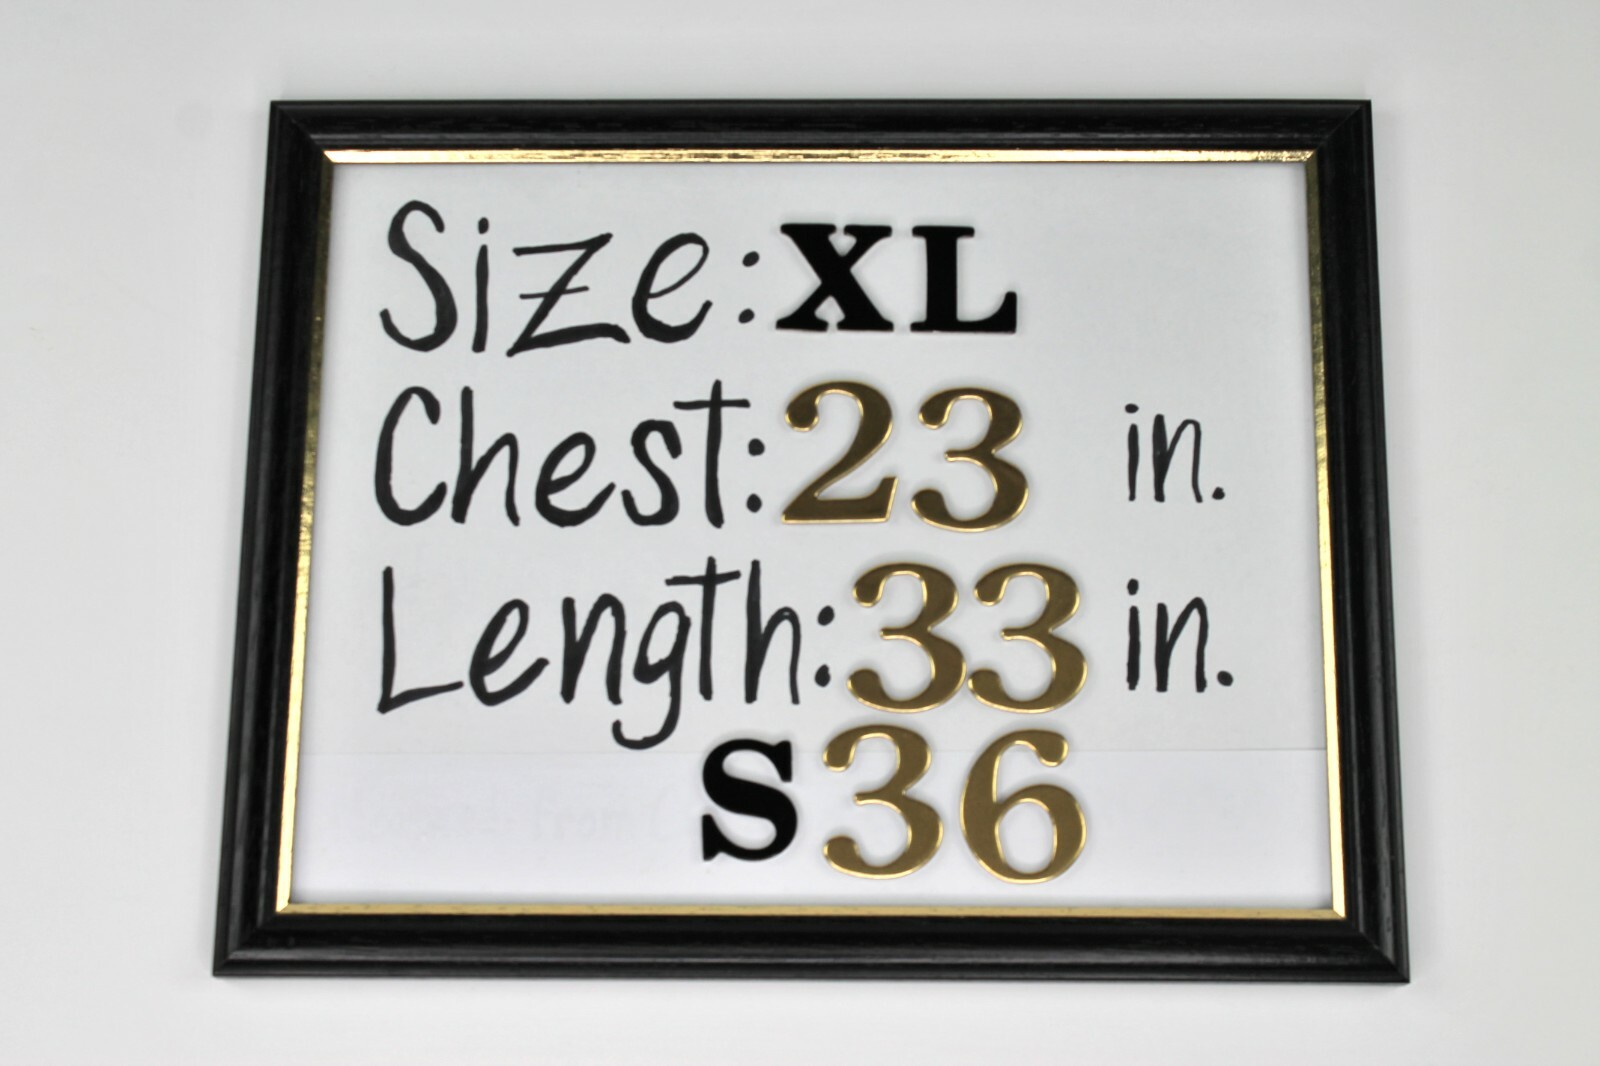 Size: XL
Chest: 23 in.
Length: 33 in.
S36